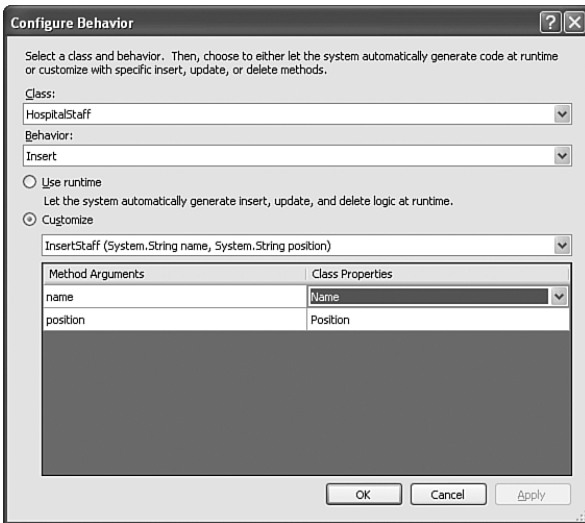 Configure Behavior
Select a class and behavior. Then, choose to either let the system automatically generate code at runtime
or customize with specific insert, update, or delete methods.
Class:
HospitalStaff
Behavior:
Insert
Use runtime
Let the system automatically generate insert, update, and delete logic at runtime.
Customize
InsertStaff (System.String name, System.String position)
Method Arguments Class Properties
name Name
position Position
OK Cancel Apply